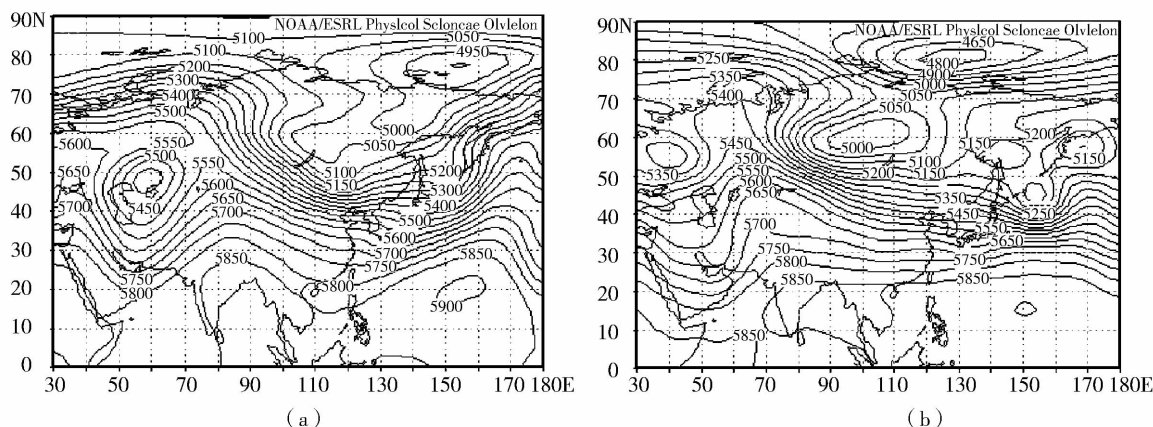 NOAA/ESRL Physlcol Scloncae Olvlelon
90N
80
70
60
50
40
30
20
10
0
30 50 70 90 110 130 150 170 180E
5100 5050
5100 4950
5200
5300
5400
5500
5600 5550 5000
5650 5500 5550 5050
5600 5100 5200
5700 5450 5650 5150 5300
5700 5400
5500
5600
5700 5850
5750 5850 5750
5800 5800
5900
(a)
NOAA/ESRL Physlcol Scloncae Olvlelon
90N
80
70
60
50
40
30
20
10
0
30 50 70 90 110 130 150 170 180E
4650
5250 4800
5350 4900
5000
5400 5050
5050
5200
5450 5000 5150 5150
5500 5100
5350 5600 5200 5150
5650 5350 5250
5450
5700 5550
5650
5750 5750
5800
5850 5850
5850
(b)